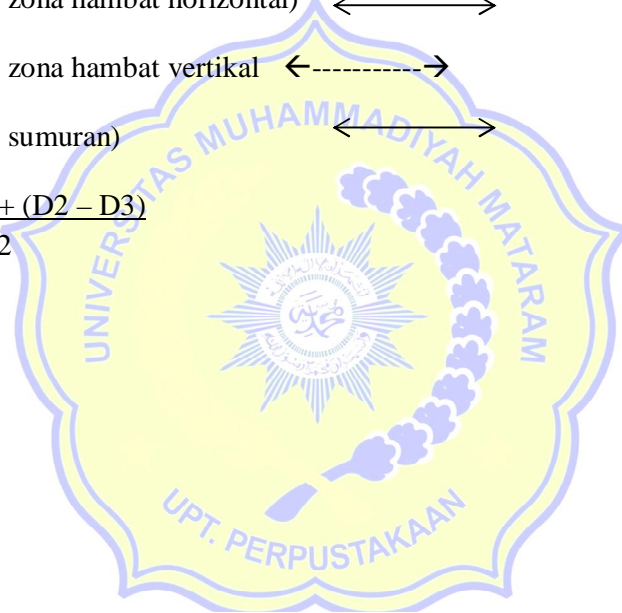 zona hambat horizontal)
zona hambat vertikal
sumuran)
+ (D2 – D3)
2
UNIVERSITAS MUHAMMADIYAH MATARAM
UPT. PERPUSTAKAAN